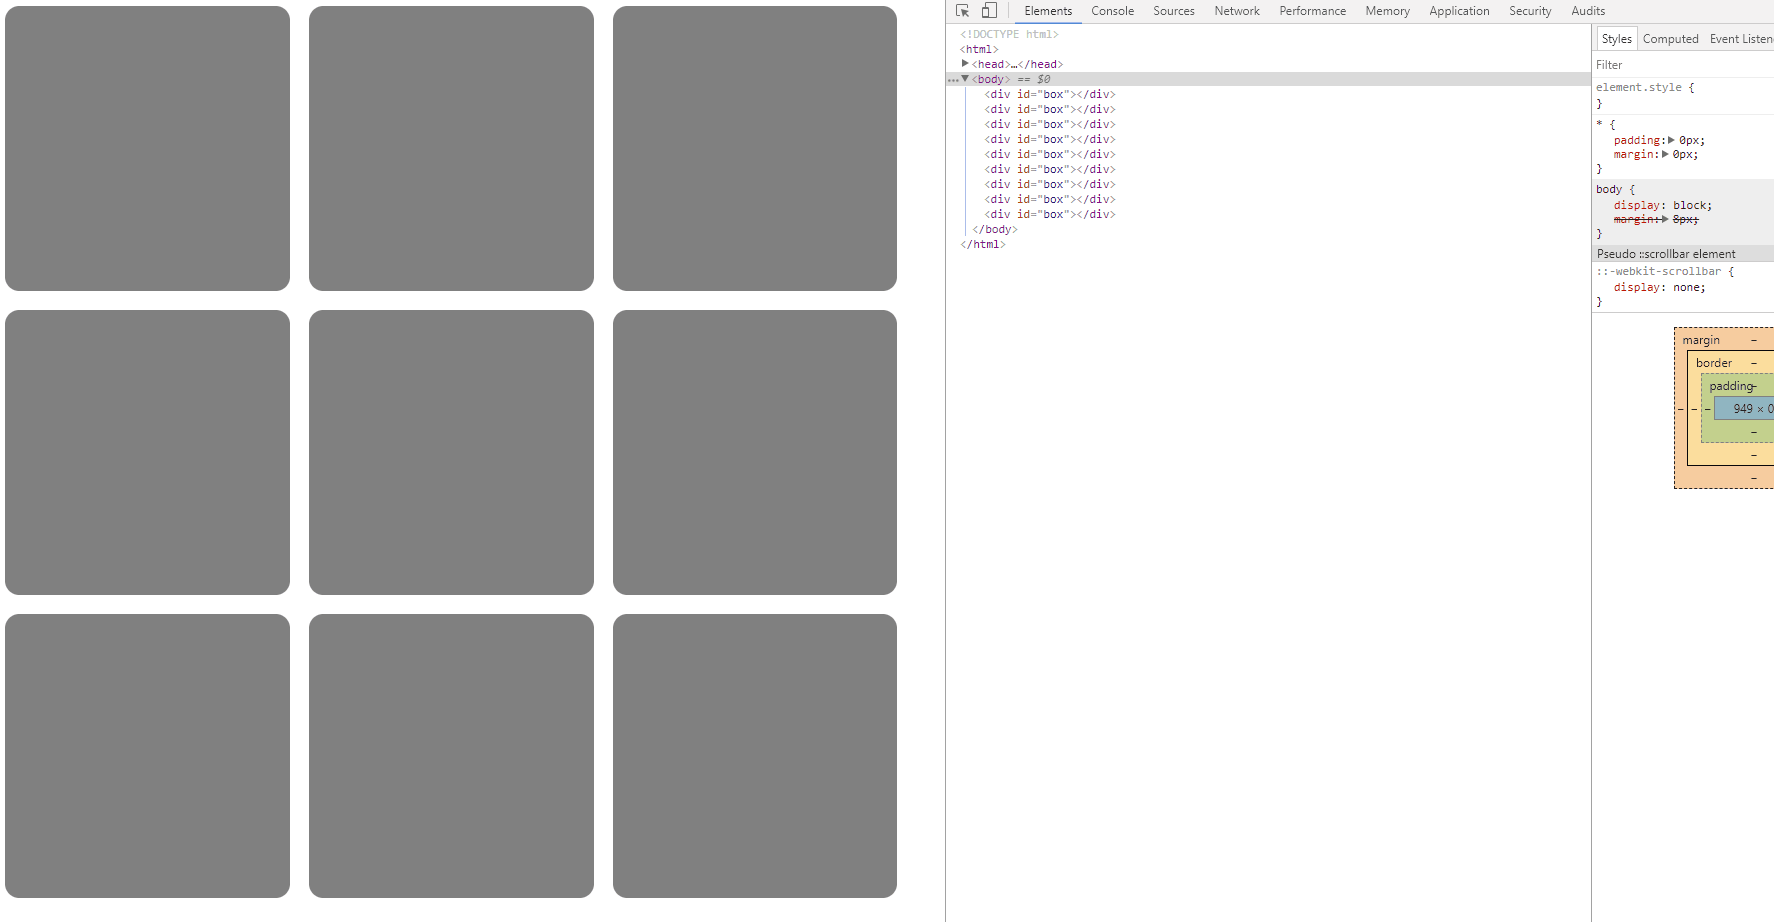 Elements Console Sources Network Performance Memory Application Security Audits
<!DOCTYPE html>
<html>
<head>…</head>
<body> == $0
<div id="box"></div>
<div id="box"></div>
<div id="box"></div>
<div id="box"></div>
<div id="box"></div>
<div id="box"></div>
<div id="box"></div>
<div id="box"></div>
<div id="box"></div>
</body>
</html>
Styles Computed Event Listen
Filter
element.style {
}
* {
padding: 0px;
margin: 0px;
}
body {
display: block;
margin: 8px;
}
Pseudo ::scrollbar element
::-webkit-scrollbar {
display: none;
}
margin –
border –
padding–
– – – 949 × 0
–
–
–